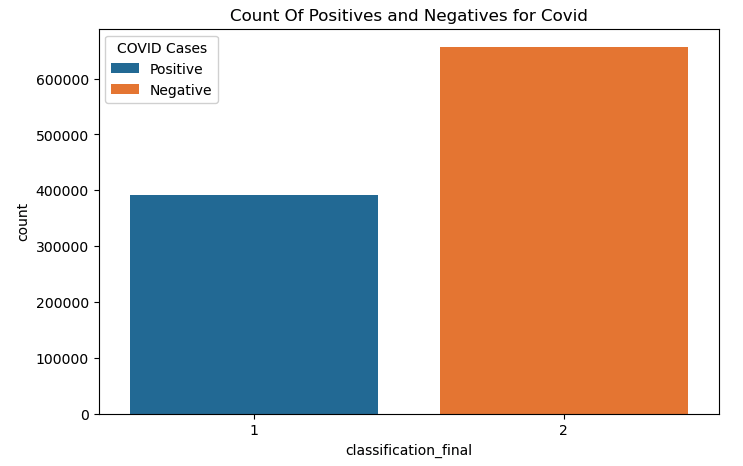 Count Of Positives and Negatives for Covid
COVID Cases
Positive
Negative
600000
500000
400000
300000
200000
100000
0
count
1
2
classification_final